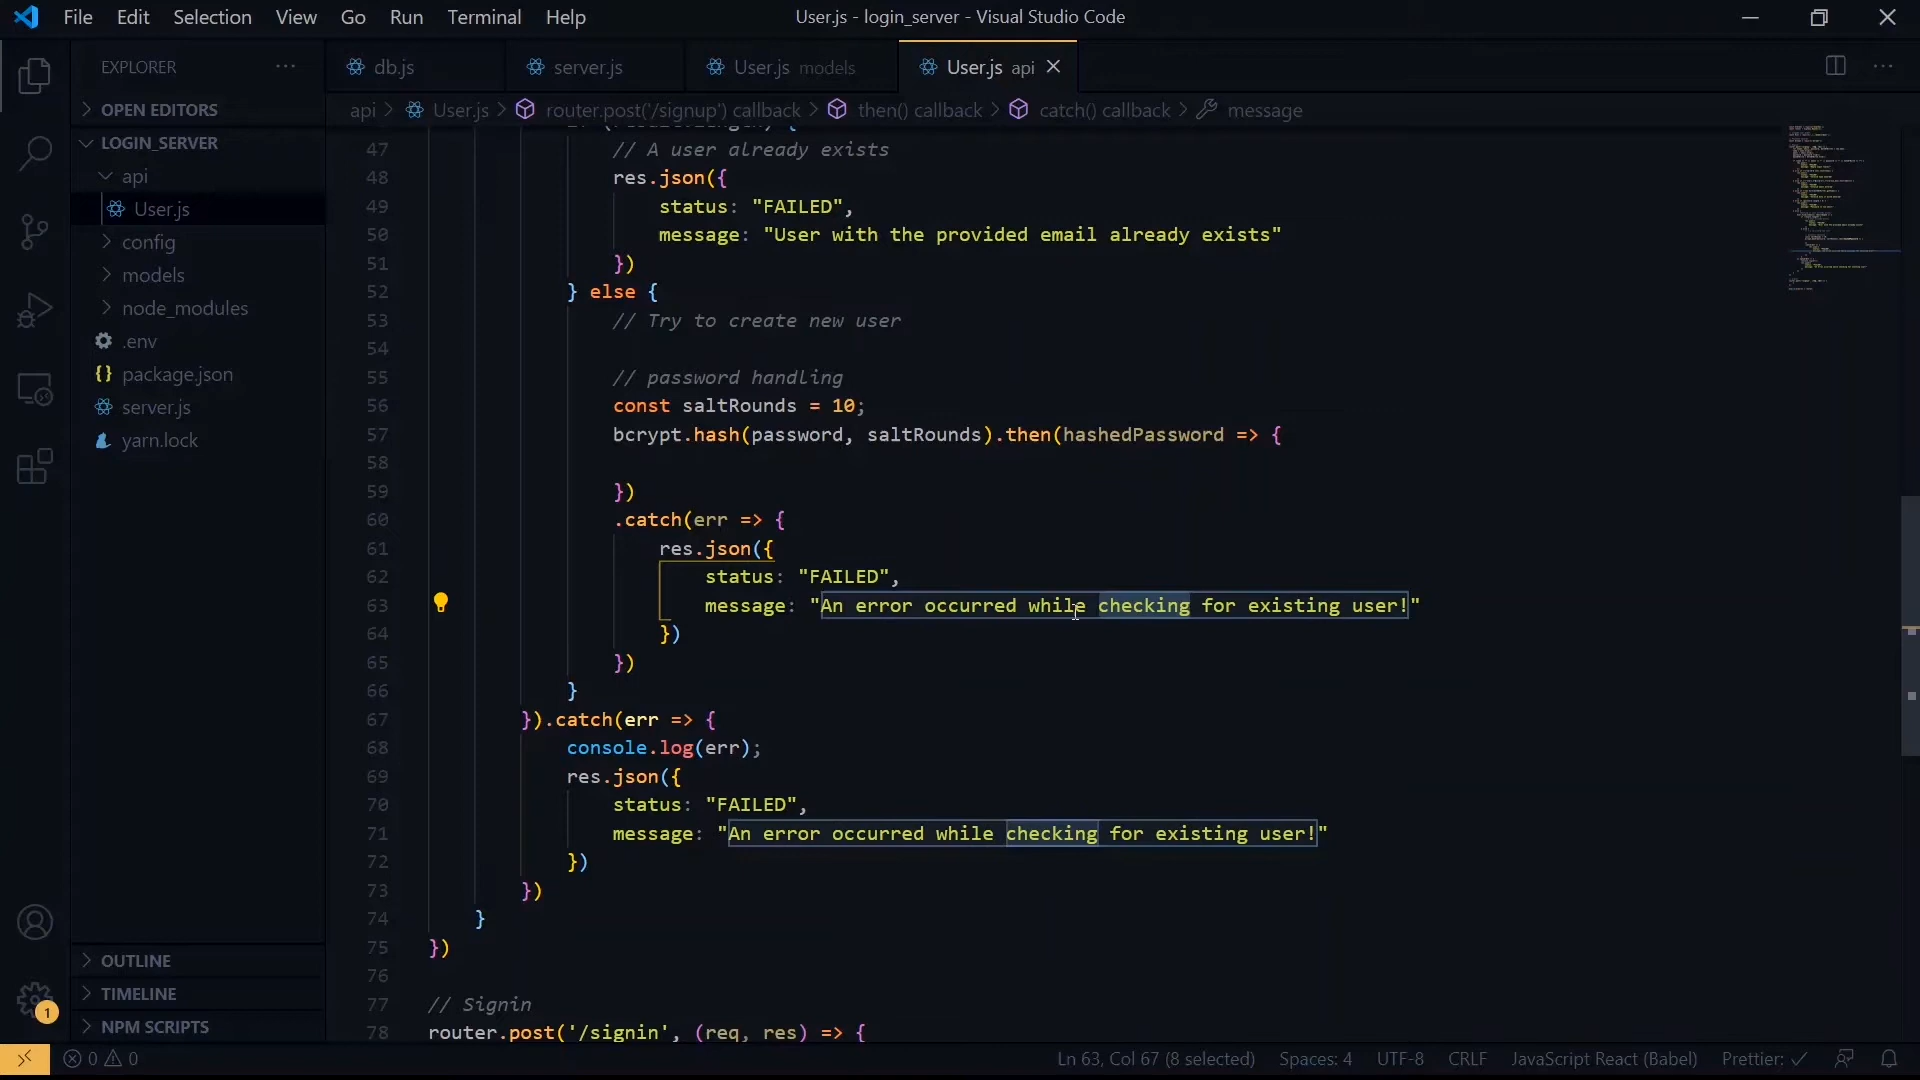 File Edit Selection View Go Run Terminal Help
User.js - login_server - Visual Studio Code
EXPLORER
db.js
server.js
User.js models
User.js api
OPEN EDITORS
api > User.js > router.post('/signup') callback > then() callback > catch() callback > message
LOGIN_SERVER
api
User.js
config
models
node_modules
.env
package.json
server.js
yarn.lock
OUTLINE
TIMELINE
NPM SCRIPTS
47 // A user already exists
48 res.json({
49 status: "FAILED",
50 message: "User with the provided email already exists"
51 })
52 } else {
53 // Try to create new user
54
55 // password handling
56 const saltRounds = 10;
57 bcrypt.hash(password, saltRounds).then(hashedPassword => {
58
59 })
60 .catch(err => {
61 res.json({
62 status: "FAILED",
63 message: "An error occurred while checking for existing user!"
64 })
65 })
66 }
67 }).catch(err => {
68 console.log(err);
69 res.json({
70 status: "FAILED",
71 message: "An error occurred while checking for existing user!"
72 })
73 })
74 }
75 })
76
77 // Signin
78 router.post('/signin', (req, res) => {
1
0 0
Ln 63, Col 67 (8 selected) Spaces: 4 UTF-8 CRLF JavaScript React (Babel) Prettier: ✓